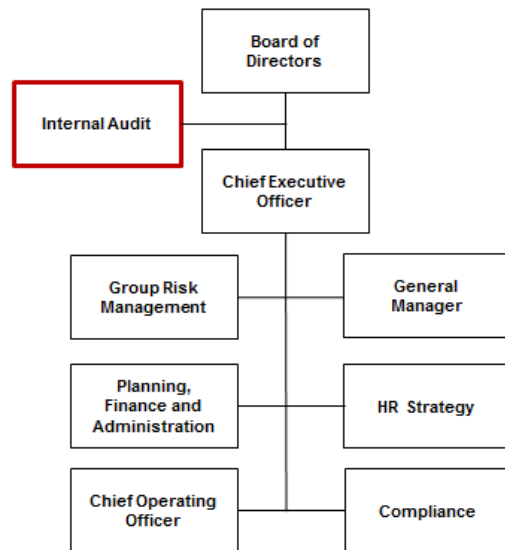 Board of
Directors
Internal Audit
Chief Executive
Officer
Group Risk
Management
General
Manager
Planning,
Finance and
Administration
HR Strategy
Chief Operating
Officer
Compliance